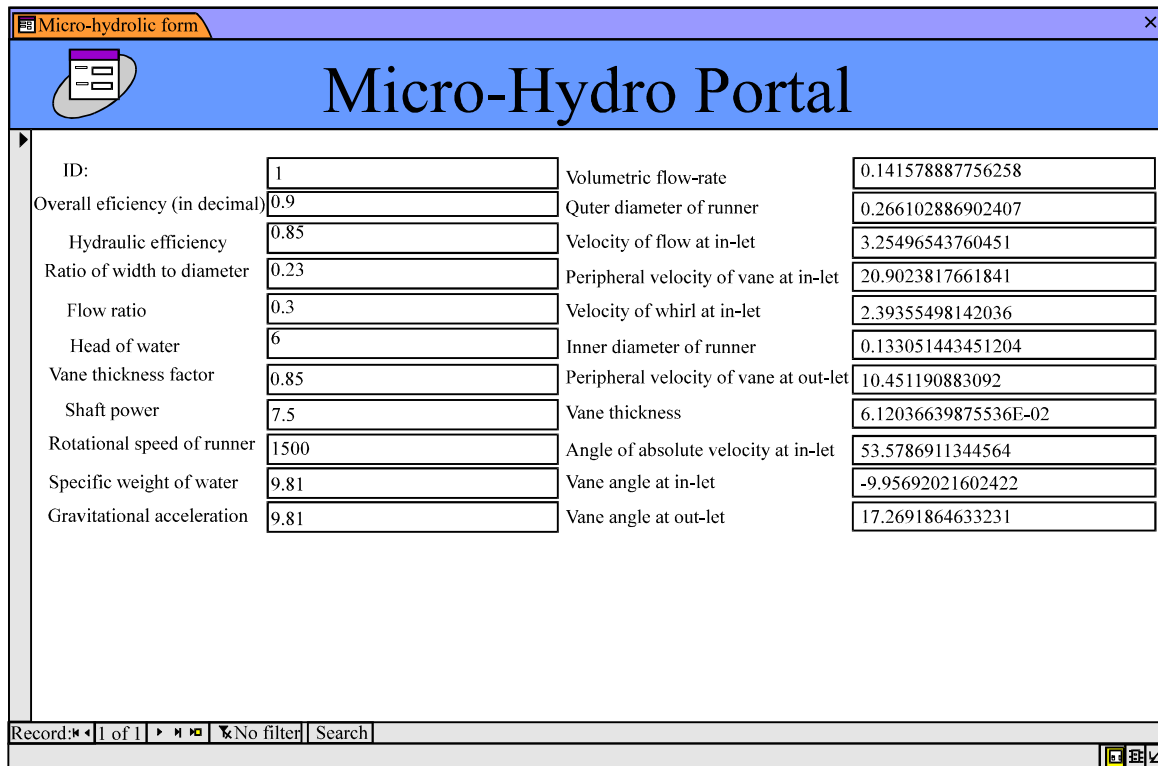 Micro-hydrolic form
Micro-Hydro Portal
ID: 1
Overall eficiency (in decimal) 0.9
Hydraulic efficiency 0.85
Ratio of width to diameter 0.23
Flow ratio 0.3
Head of water 6
Vane thickness factor 0.85
Shaft power 7.5
Rotational speed of runner 1500
Specific weight of water 9.81
Gravitational acceleration 9.81
Volumetric flow-rate 0.141578887756258
Quter diameter of runner 0.266102886902407
Velocity of flow at in-let 3.25496543760451
Peripheral velocity of vane at in-let 20.9023817661841
Velocity of whirl at in-let 2.39355498142036
Inner diameter of runner 0.133051443451204
Peripheral velocity of vane at out-let 10.451190883092
Vane thickness 6.12036639875536E-02
Angle of absolute velocity at in-let 53.5786911344564
Vane angle at in-let -9.95692021602422
Vane angle at out-let 17.2691864633231
Record: 1 of 1 No filter Search